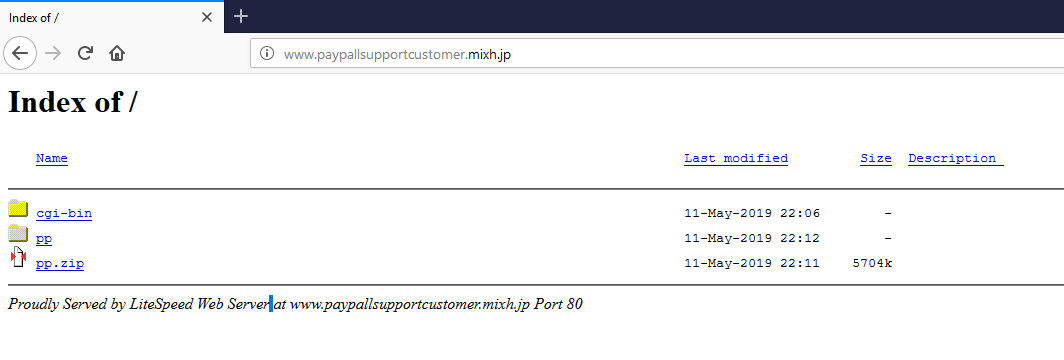 Index of /
www.paypallsupportcustomer.mixh.jp
Index of /
Name Last modified Size Description
cgi-bin 11-May-2019 22:06 -
pp 11-May-2019 22:12 -
pp.zip 11-May-2019 22:11 5704k
Proudly Served by LiteSpeed Web Server at www.paypallsupportcustomer.mixh.jp Port 80